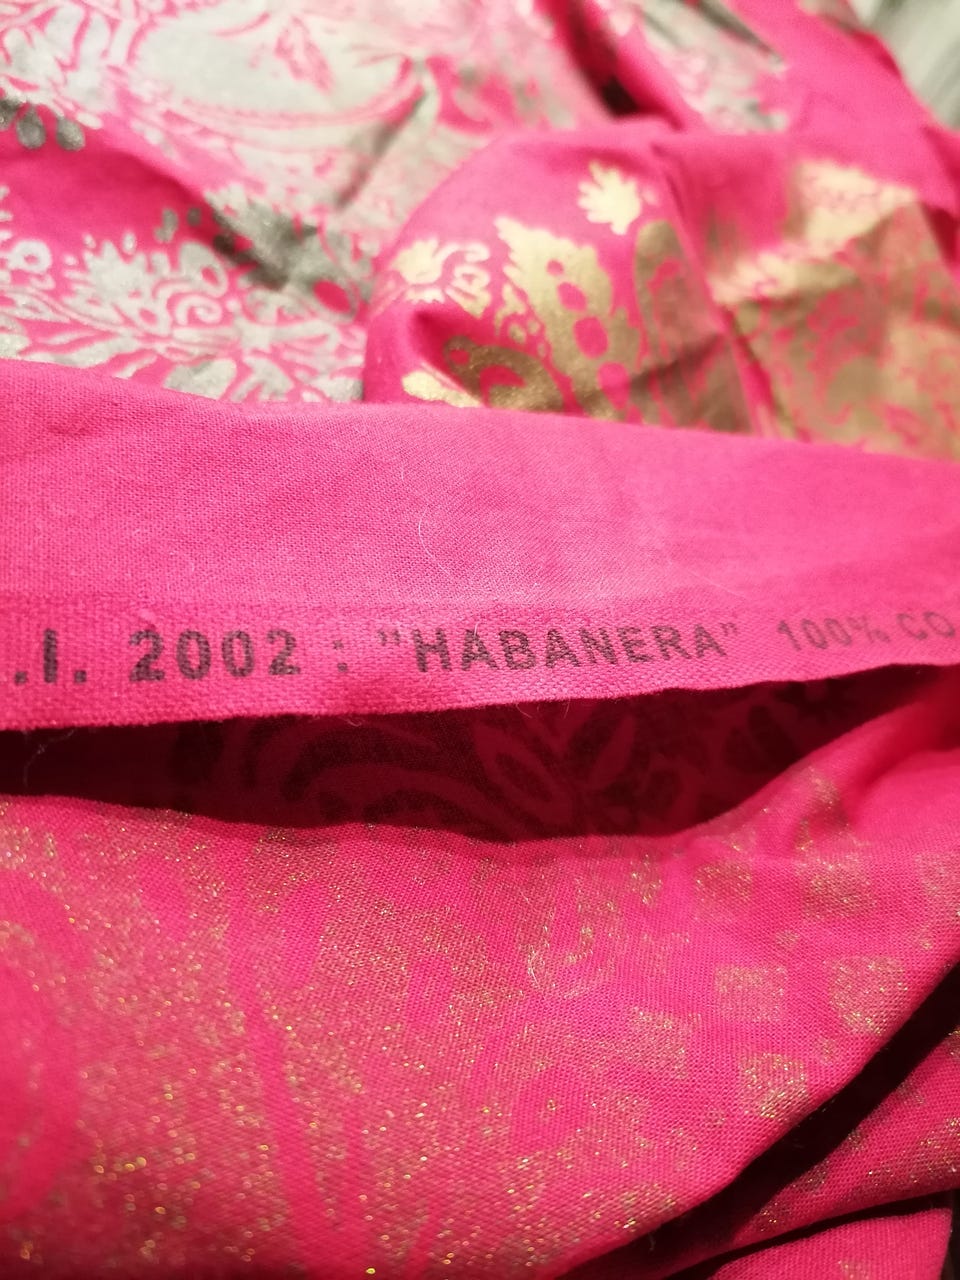 .I. 2002 : "HABANERA" 100% CO